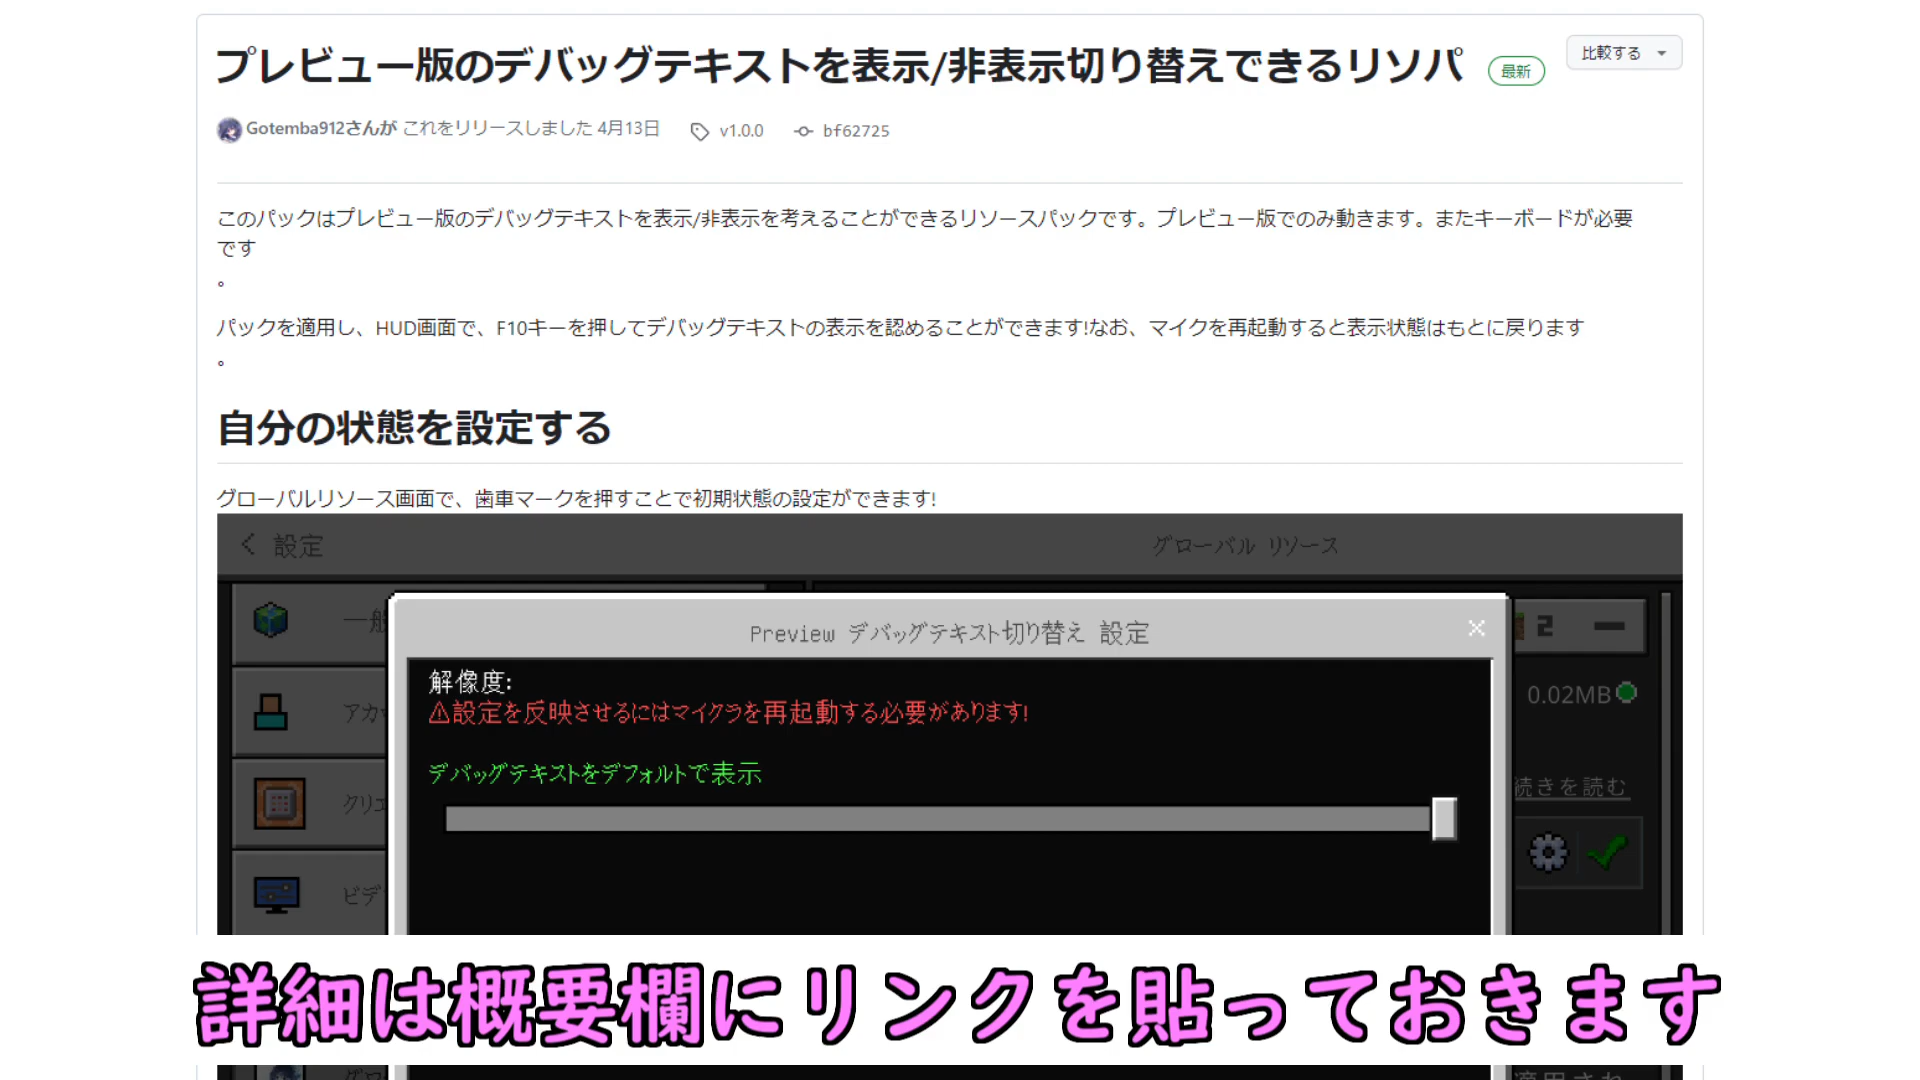 プレビュー版のデバッグテキストを表示/非表示切り替えできるリソパ 最新 比較する
Gotemba912さんが これをリリースしました 4月13日 v1.0.0 bf62725
このパックはプレビュー版のデバッグテキストを表示/非表示を考えることができるリソースパックです。プレビュー版でのみ動きます。またキーボードが必要
です
。
パックを適用し、HUD画面で、F10キーを押してデバッグテキストの表示を認めることができます!なお、マイクを再起動すると表示状態はもとに戻ります
。
自分の状態を設定する
グローバルリソース画面で、歯車マークを押すことで初期状態の設定ができます!
設定 グローバル リソース
一般
Preview デバッグテキスト切り替え 設定
2
解像度:
⚠設定を反映させるにはマイクラを再起動する必要があります!
0.02MB
アカ
デバッグテキストをデフォルトで表示
続きを読む
クリエ
ビデ
詳細は概要欄にリンクを貼っておきます
グロ